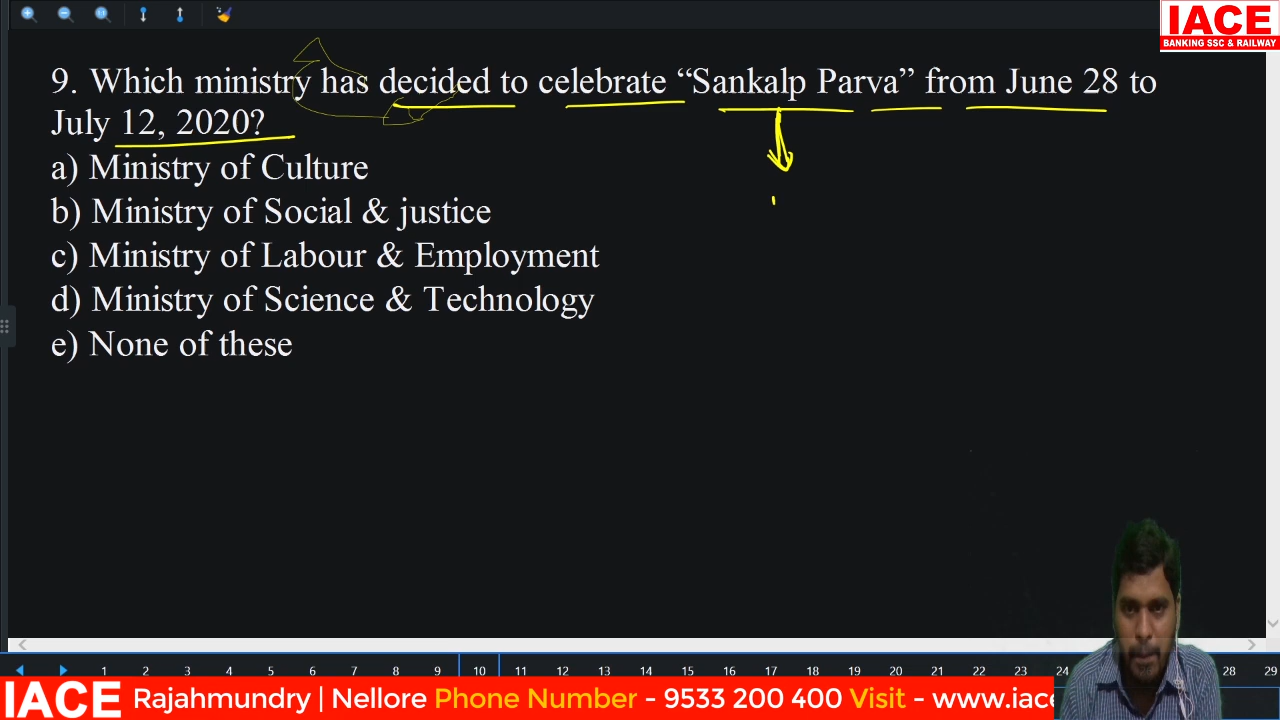 IACE
BANKING SSC & RAILWAY
9. Which ministry has decided to celebrate “Sankalp Parva” from June 28 to
July 12, 2020?
a) Ministry of Culture
b) Ministry of Social & justice
c) Ministry of Labour & Employment
d) Ministry of Science & Technology
e) None of these
1 2 3 4 5 6 7 8 9 10 11 12 13 14 15 16 17 18 19 20 21 22 23 24 28 29
IACE Rajahmundry | Nellore Phone Number - 9533 200 400 Visit - www.iace